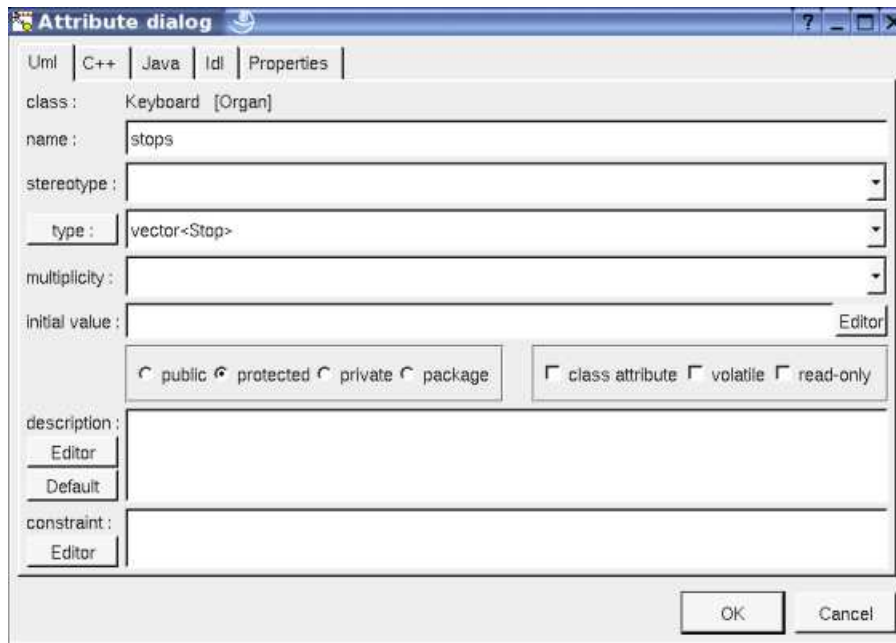 Attribute dialog
?
Uml C++ Java Idl Properties
class : Keyboard [Organ]
name : stops
stereotype :
type : vector<Stop>
multiplicity :
initial value : Editor
public protected private package class attribute volatile read-only
description :
Editor
Default
constraint :
Editor
OK Cancel